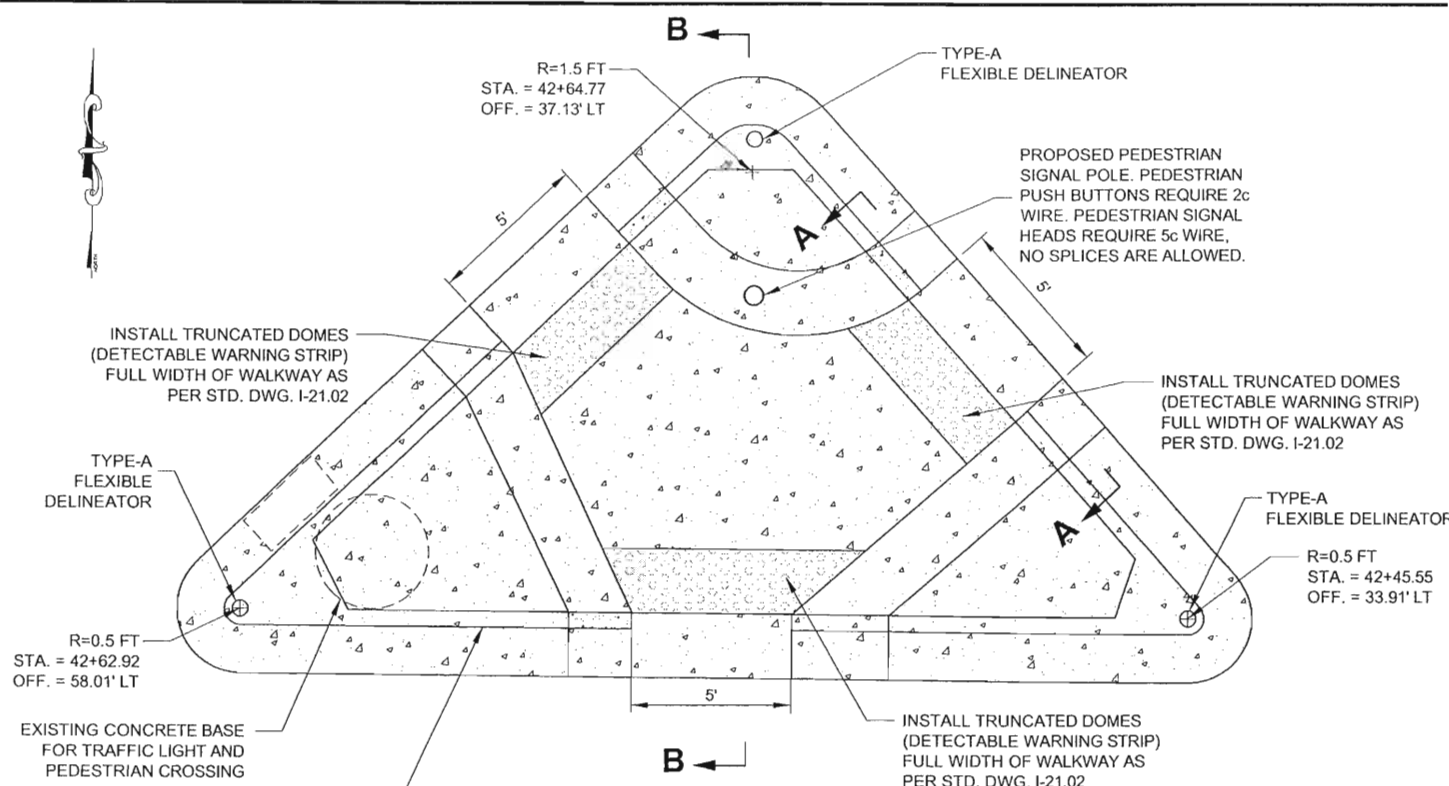 B
TYPE-A
FLEXIBLE DELINEATOR
R=1.5 FT
STA. = 42+64.77
OFF. = 37.13' LT
PROPOSED PEDESTRIAN
SIGNAL POLE. PEDESTRIAN
PUSH BUTTONS REQUIRE 2c
WIRE. PEDESTRIAN SIGNAL
HEADS REQUIRE 5c WIRE,
NO SPLICES ARE ALLOWED.
NORTH
5'
A
5'
INSTALL TRUNCATED DOMES
(DETECTABLE WARNING STRIP)
FULL WIDTH OF WALKWAY AS
PER STD. DWG. I-21.02
INSTALL TRUNCATED DOMES
(DETECTABLE WARNING STRIP)
FULL WIDTH OF WALKWAY AS
PER STD. DWG. I-21.02
TYPE-A
FLEXIBLE
DELINEATOR
A
TYPE-A
FLEXIBLE DELINEATOR
R=0.5 FT
STA. = 42+45.55
OFF. = 33.91' LT
R=0.5 FT
STA. = 42+62.92
OFF. = 58.01' LT
5'
EXISTING CONCRETE BASE
FOR TRAFFIC LIGHT AND
PEDESTRIAN CROSSING
B
INSTALL TRUNCATED DOMES
(DETECTABLE WARNING STRIP)
FULL WIDTH OF WALKWAY AS
PER STD. DWG. I-21.02